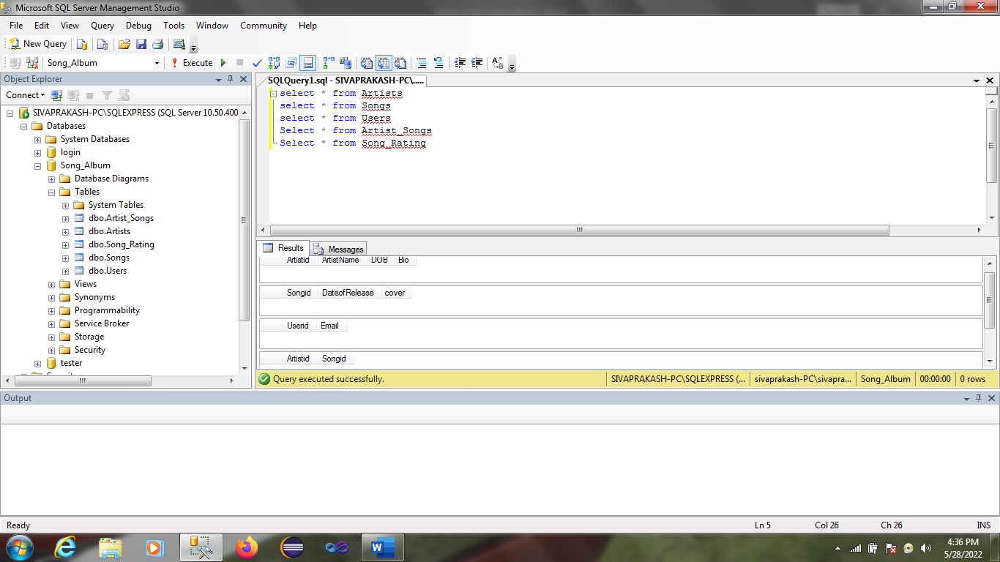 Microsoft SQL Server Management Studio
File Edit View Query Debug Tools Window Community Help
New Query
Song_Album Execute
Object Explorer
Connect
SIVAPRAKASH-PC\SQLEXPRESS (SQL Server 10.50.400
Databases
System Databases
login
Song_Album
Database Diagrams
Tables
System Tables
dbo.Artist_Songs
dbo.Artists
dbo.Song_Rating
dbo.Songs
dbo.Users
Views
Synonyms
Programmability
Service Broker
Storage
Security
tester
SQLQuery1.sql - SIVAPRAKASH-PC\.....
select * from Artists
select * from Songs
select * from Users
Select * from Artist_Songs
Select * from Song_Rating
Results Messages
Artistid ArtistName DOB Bio
Songid DateofRelease cover
Userid Email
Artistid Songid
Query executed successfully. SIVAPRAKASH-PC\SQLEXPRESS (... sivaprakash-PC\sivapra... Song_Album 00:00:00 0 rows
Output
Ready Ln 5 Col 26 Ch 26 INS
4:36 PM
5/28/2022